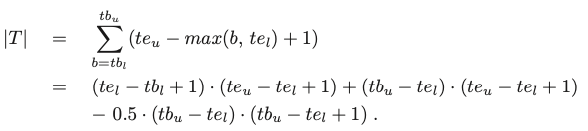 |T| = \sum_{b=tb_l}^{tb_u} (te_u - max(b, te_l) + 1)
= (te_l - tb_l + 1) · (te_u - te_l + 1) + (tb_u - te_l) · (te_u - te_l + 1)
- 0.5 · (tb_u - te_l) · (tb_u - te_l + 1) .